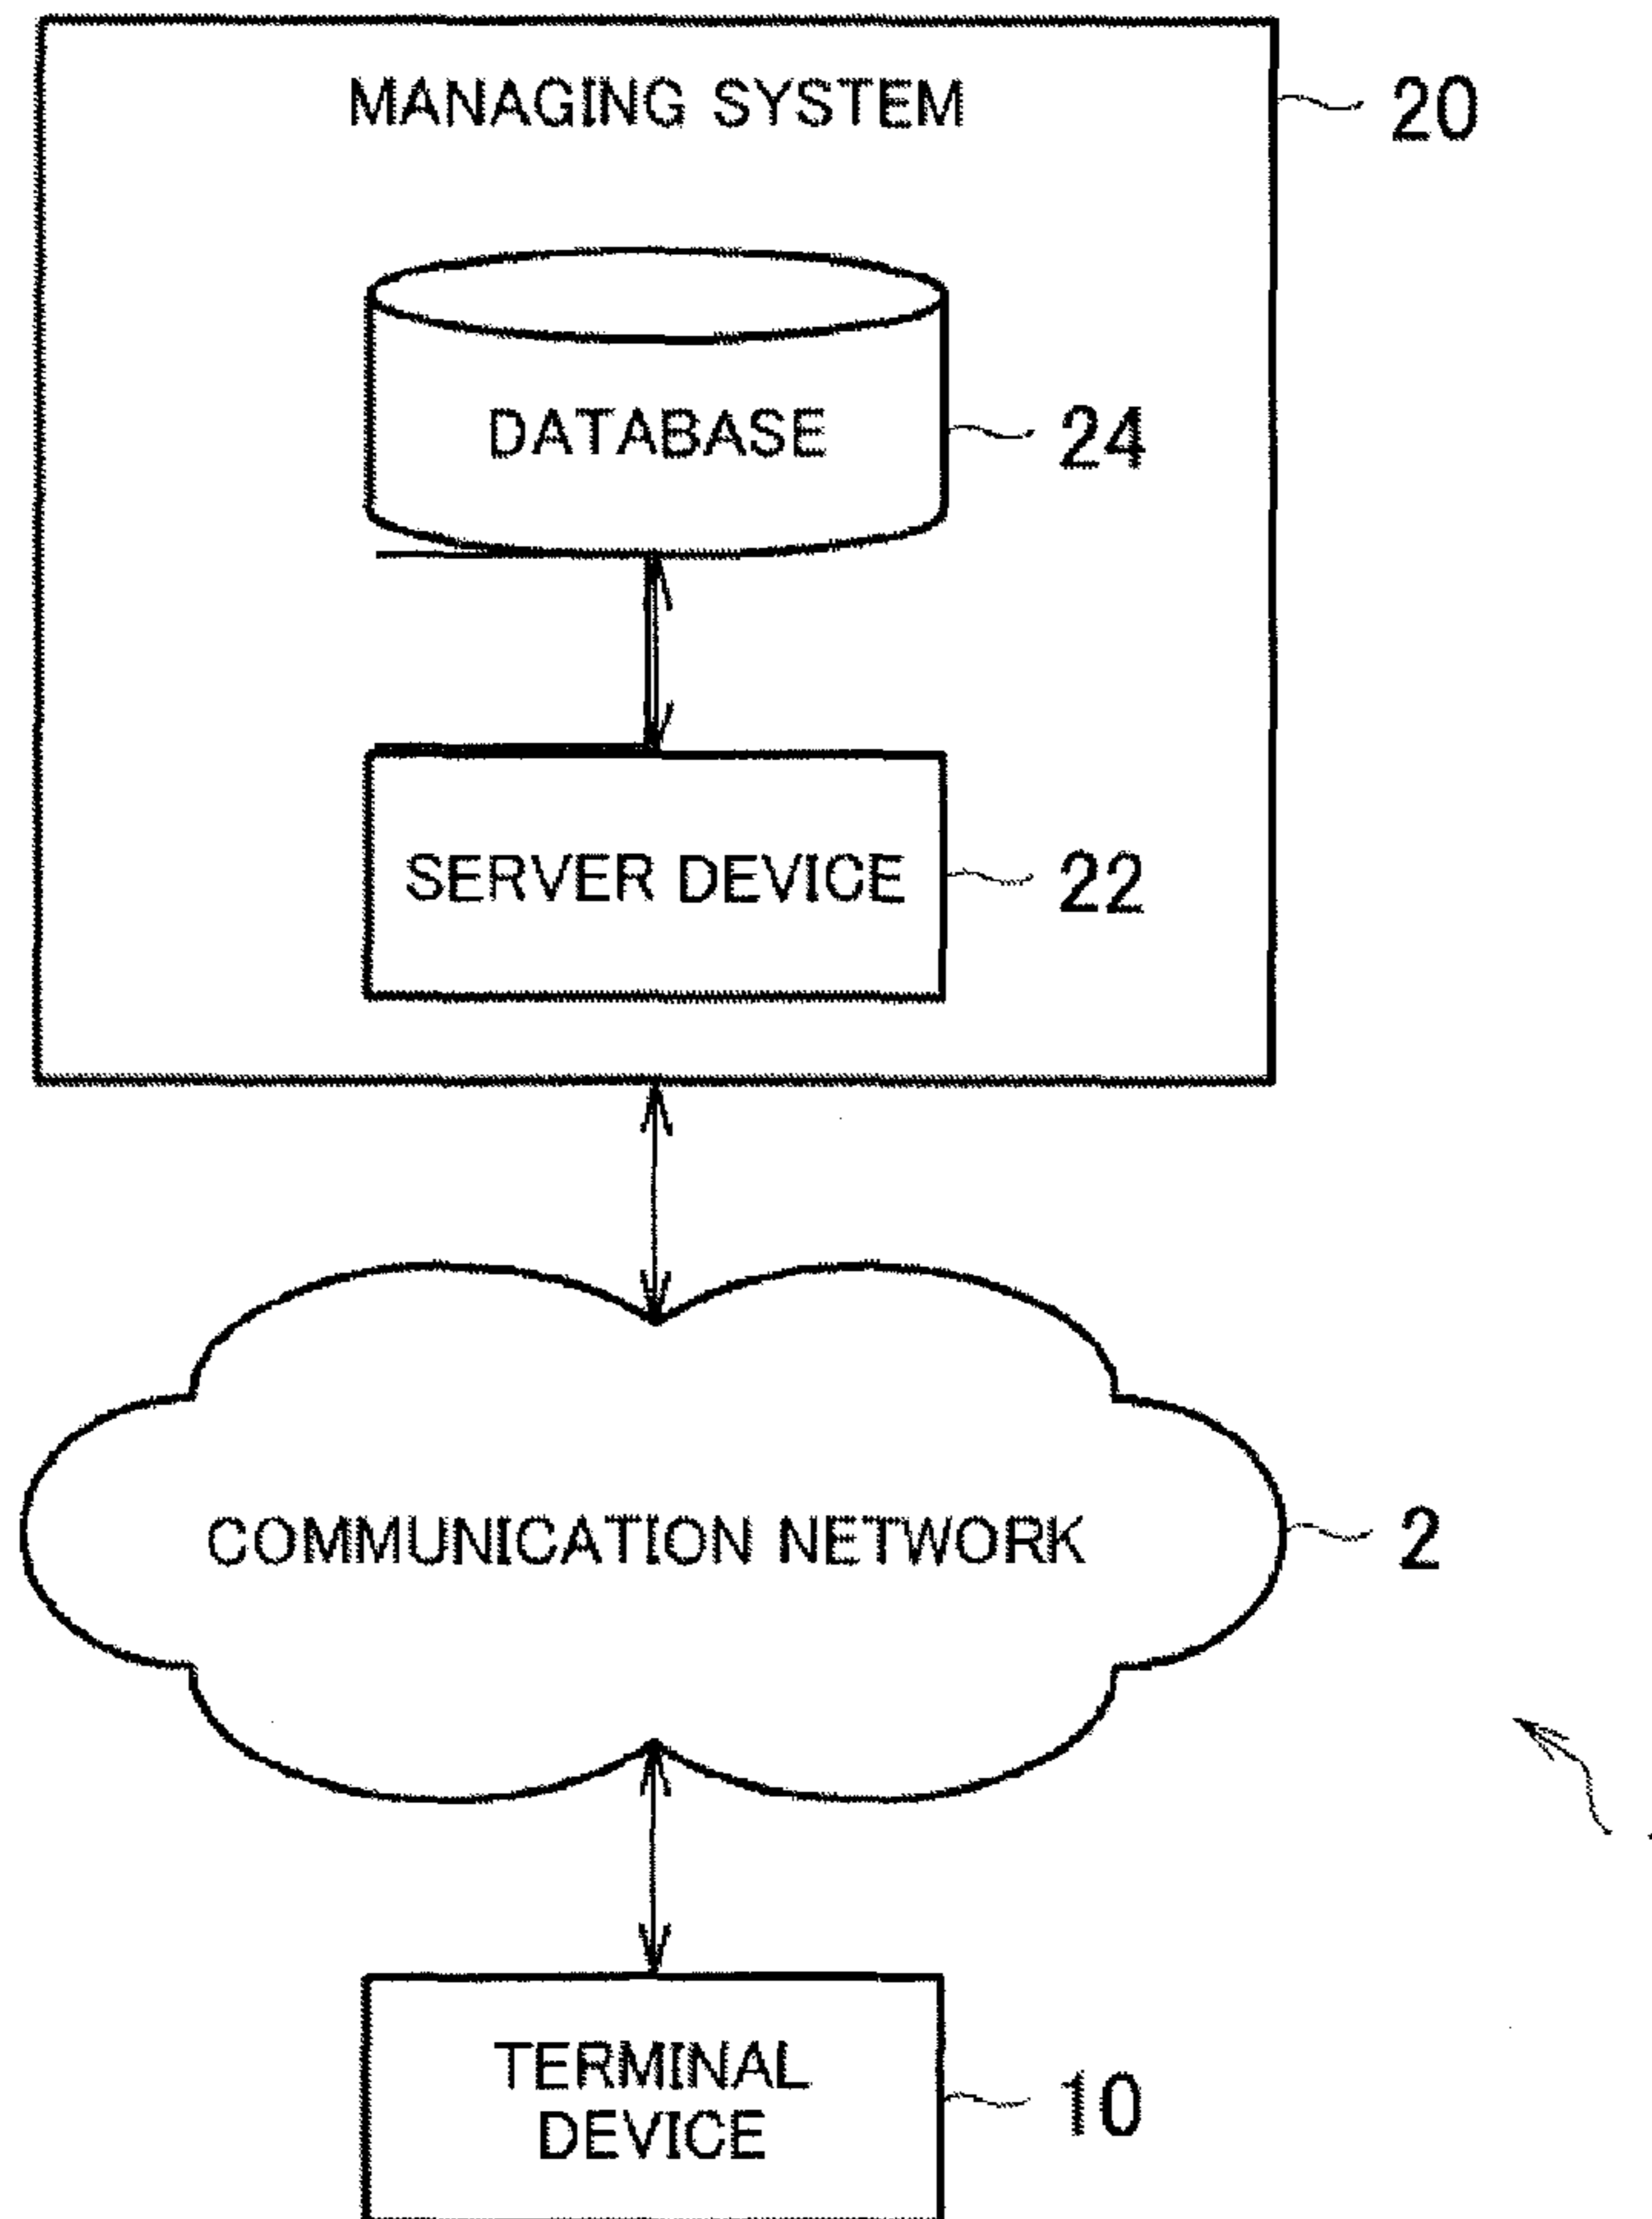 MANAGING SYSTEM
20
DATABASE
24
SERVER DEVICE
22
COMMUNICATION NETWORK
2
TERMINAL
DEVICE
10